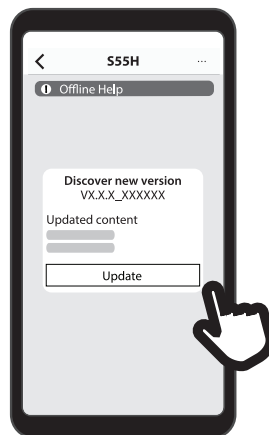 S55H ...
Offline Help
Discover new version
VX.X.X_XXXXXX
Updated content
Update